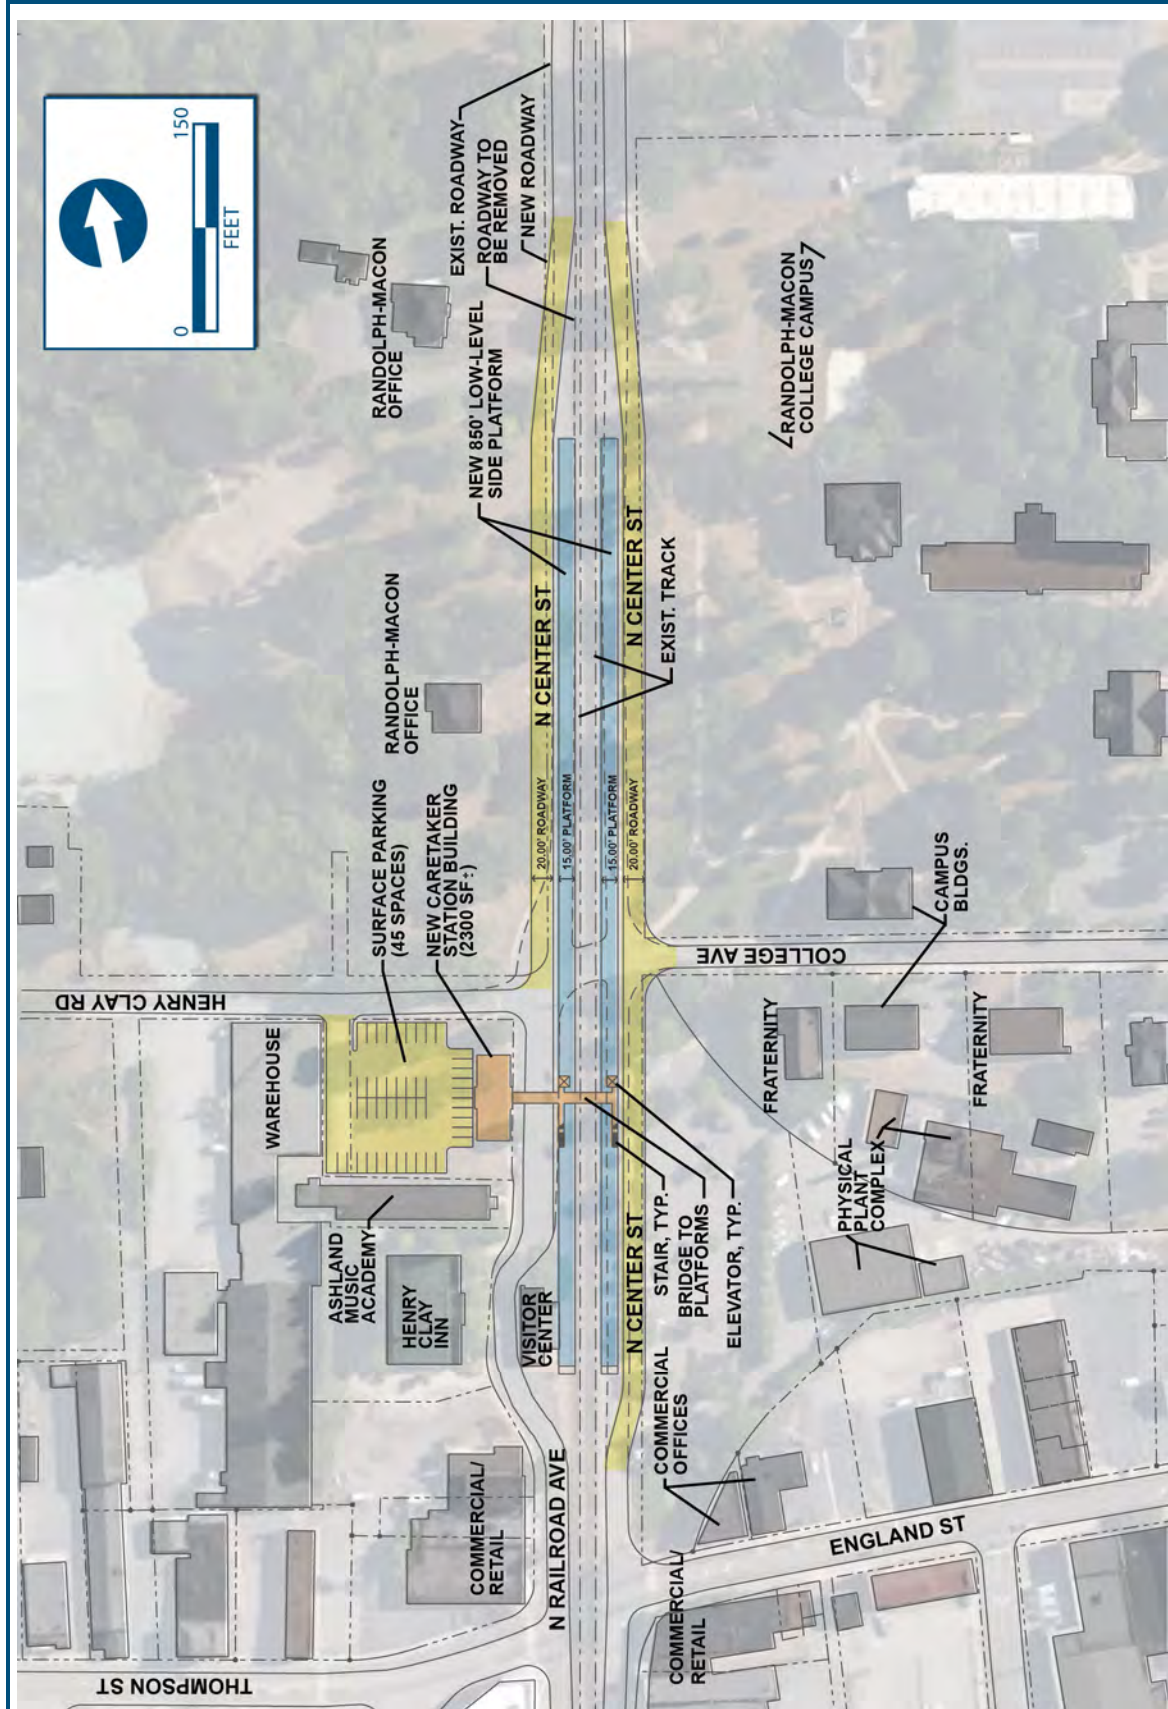 0
150
FEET
RANDOLPH-MACON
OFFICE
EXIST. ROADWAY
ROADWAY TO
BE REMOVED
NEW ROADWAY
NEW 850' LOW-LEVEL
SIDE PLATFORM
RANDOLPH-MACON
COLLEGE CAMPUS
RANDOLPH-MACON
OFFICE
N CENTER ST
N CENTER ST
EXIST. TRACK
SURFACE PARKING
(45 SPACES)
NEW CARETAKER
STATION BUILDING
(2300 SF±)
20.00' ROADWAY
15.00' PLATFORM
15.00' PLATFORM
20.00' ROADWAY
CAMPUS
BLDGS.
HENRY CLAY RD
COLLEGE AVE
WAREHOUSE
FRATERNITY
FRATERNITY
PHYSICAL
PLANT
COMPLEX
ASHLAND
MUSIC
ACADEMY
HENRY
CLAY
INN
VISITOR
CENTER
N CENTER ST
STAIR, TYP.
BRIDGE TO
PLATFORMS
ELEVATOR, TYP.
COMMERCIAL
OFFICES
COMMERCIAL/
RETAIL
N RAILROAD AVE
COMMERCIAL/
RETAIL
ENGLAND ST
THOMPSON ST